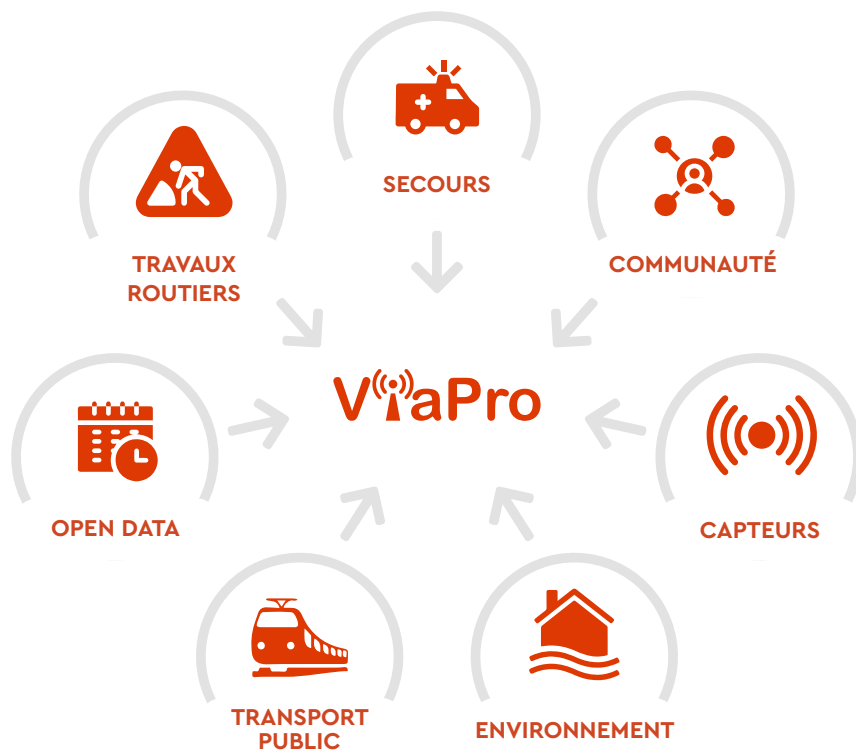 SECOURS
TRAVAUX
ROUTIERS
COMMUNAUTÉ
ViaPro
OPEN DATA
CAPTEURS
TRANSPORT
PUBLIC
ENVIRONNEMENT